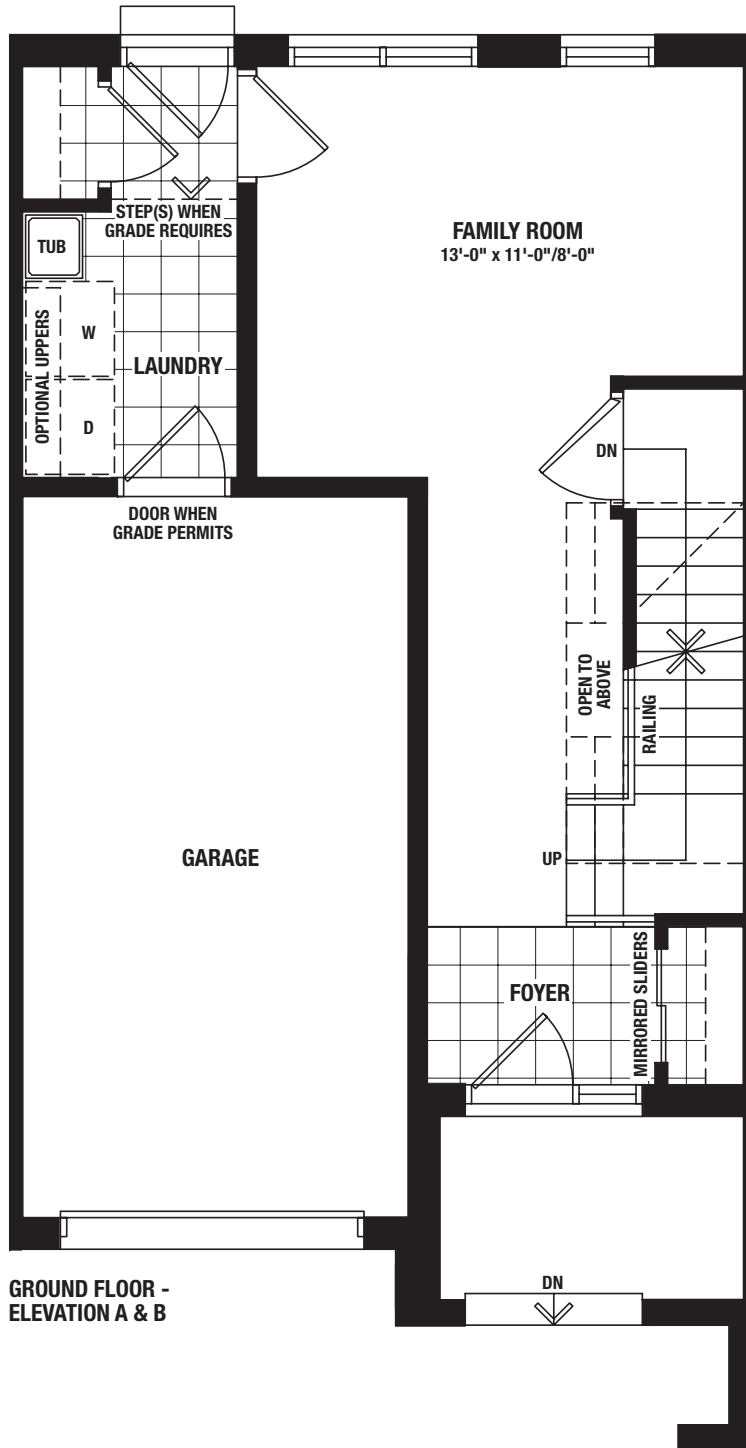 STEP(S) WHEN
GRADE REQUIRES
FAMILY ROOM
13'-0" x 11'-0"/8'-0"
TUB
OPTIONAL UPPERS
W
D
LAUNDRY
DN
DOOR WHEN
GRADE PERMITS
OPEN TO
ABOVE
RAILING
GARAGE
UP
FOYER
MIRRORED SLIDERS
DN
GROUND FLOOR -
ELEVATION A & B